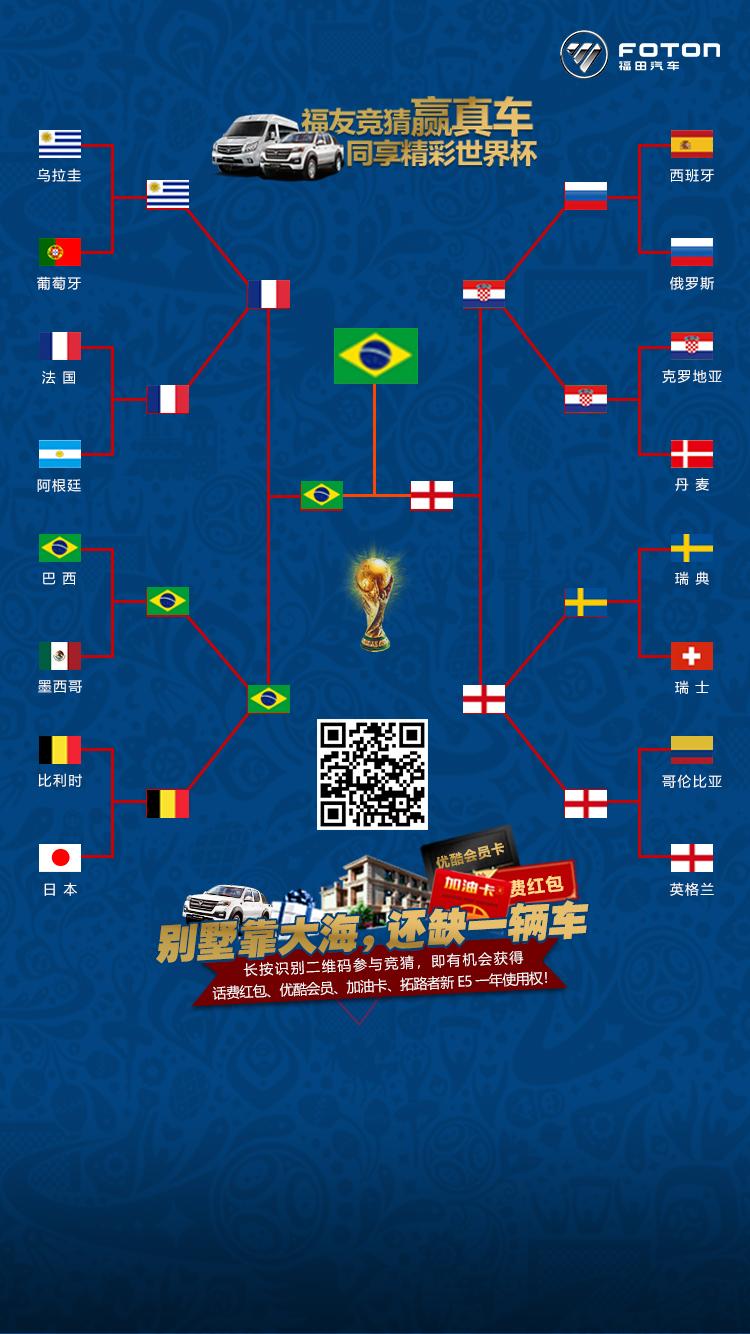 FOTON
福田汽车
福友竞猜赢真车
同享精彩世界杯
乌拉圭
葡萄牙
法 国
阿根廷
巴 西
墨西哥
比利时
日 本
西班牙
俄罗斯
克罗地亚
丹 麦
瑞 典
瑞 士
哥伦比亚
英格兰
优酷会员卡
加油卡
费红包
别墅靠大海，还缺一辆车
长按识别二维码参与竞猜，即有机会获得
话费红包、优酷会员、加油卡、拓路者新 E5 一年使用权！